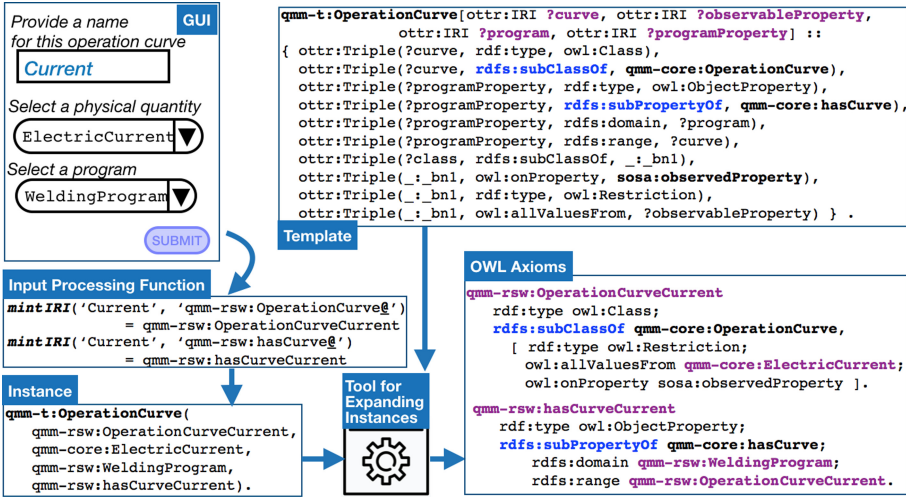 GUI
Provide a name
for this operation curve
Current
Select a physical quantity
ElectricCurrent
Select a program
WeldingProgram
SUBMIT
qmm-t:OperationCurve[ottr:IRI ?curve, ottr:IRI ?observableProperty,
ottr:IRI ?program, ottr:IRI ?programProperty] ::
{ ottr:Triple(?curve, rdf:type, owl:Class),
ottr:Triple(?curve, rdfs:subClassOf, qmm-core:OperationCurve),
ottr:Triple(?programProperty, rdf:type, owl:ObjectProperty),
ottr:Triple(?programProperty, rdfs:subPropertyOf, qmm-core:hasCurve),
ottr:Triple(?programProperty, rdfs:domain, ?program),
ottr:Triple(?programProperty, rdfs:range, ?curve),
ottr:Triple(?class, rdfs:subClassOf, _:_bn1),
ottr:Triple(_:_bn1, owl:onProperty, sosa:observedProperty),
ottr:Triple(_:_bn1, rdf:type, owl:Restriction),
ottr:Triple(_:_bn1, owl:allValuesFrom, ?observableProperty) } .
Template
Input Processing Function
mintIRI(‘Current’, ‘qmm-rsw:OperationCurve@’)
= qmm-rsw:OperationCurveCurrent
mintIRI(‘Current’, ‘qmm-rsw:hasCurve@’)
= qmm-rsw:hasCurveCurrent
Instance
qmm-t:OperationCurve(
qmm-rsw:OperationCurveCurrent,
qmm-core:ElectricCurrent,
qmm-rsw:WeldingProgram,
qmm-rsw:hasCurveCurrent).
Tool for
Expanding
Instances
OWL Axioms
qmm-rsw:OperationCurveCurrent
rdf:type owl:Class;
rdfs:subClassOf qmm-core:OperationCurve,
[ rdf:type owl:Restriction;
owl:allValuesFrom qmm-core:ElectricCurrent;
owl:onProperty sosa:observedProperty ].
qmm-rsw:hasCurveCurrent
rdf:type owl:ObjectProperty;
rdfs:subPropertyOf qmm-core:hasCurve;
rdfs:domain qmm-rsw:WeldingProgram;
rdfs:range qmm-rsw:OperationCurveCurrent.